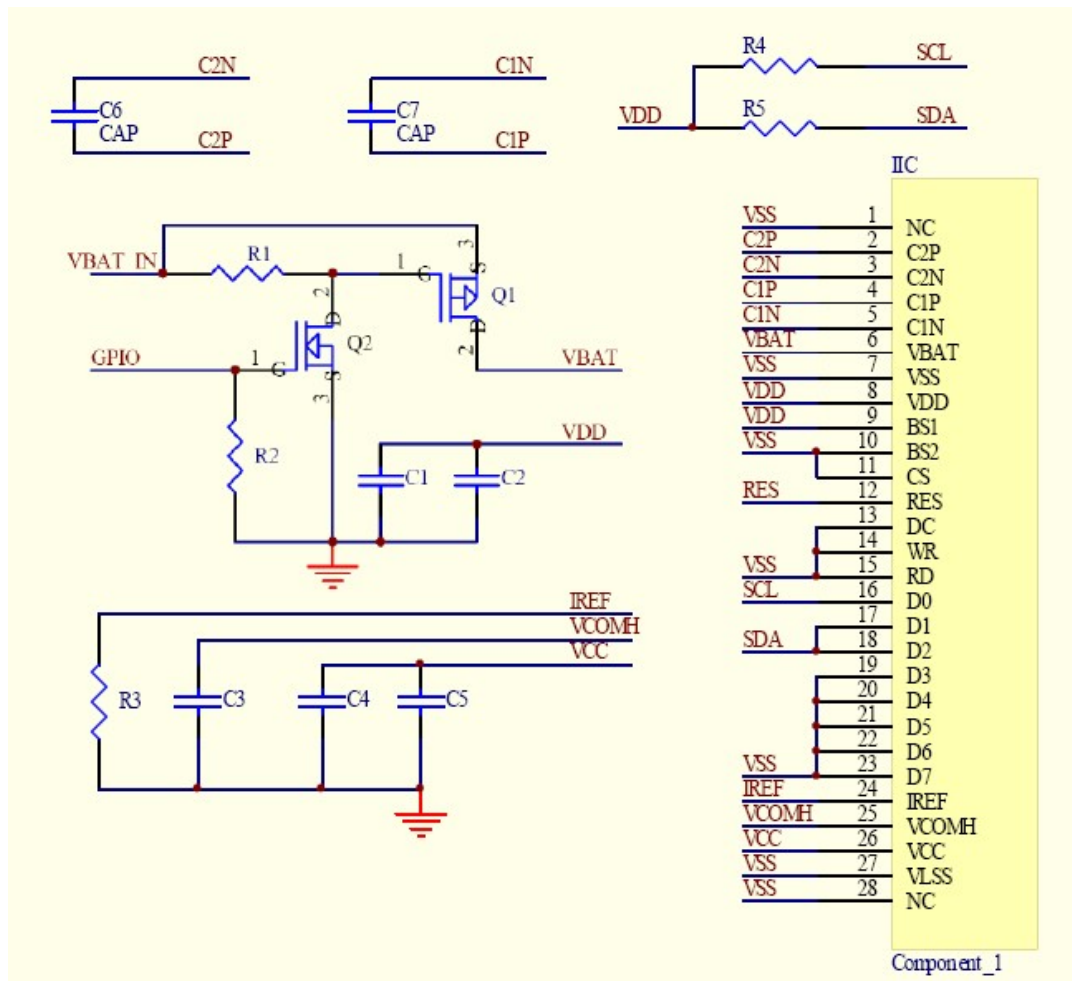 C2N
C6
CAP
C2P
C1N
C7
CAP
C1P
R4
SCL
VDD
R5
SDA
IIC
VBAT IN
R1
1
G
3
S
Q1
D
2
VBAT
2
D
Q2
GPIO
1
G
S
3
R2
VDD
C1
C2
IREF
VCOMH
VCC
R3
C3
C4
C5
VSS 1 NC
C2P 2 C2P
C2N 3 C2N
C1P 4 C1P
C1N 5 C1N
VBAT 6 VBAT
VSS 7 VSS
VDD 8 VDD
VDD 9 BS1
VSS 10 BS2
11 CS
RES 12 RES
13 DC
14 WR
VSS 15 RD
SCL 16 D0
17 D1
SDA 18 D2
19 D3
20 D4
21 D5
22 D6
VSS 23 D7
IREF 24 IREF
VCOMH 25 VCOMH
VCC 26 VCC
VSS 27 VLSS
VSS 28 NC
Component_1